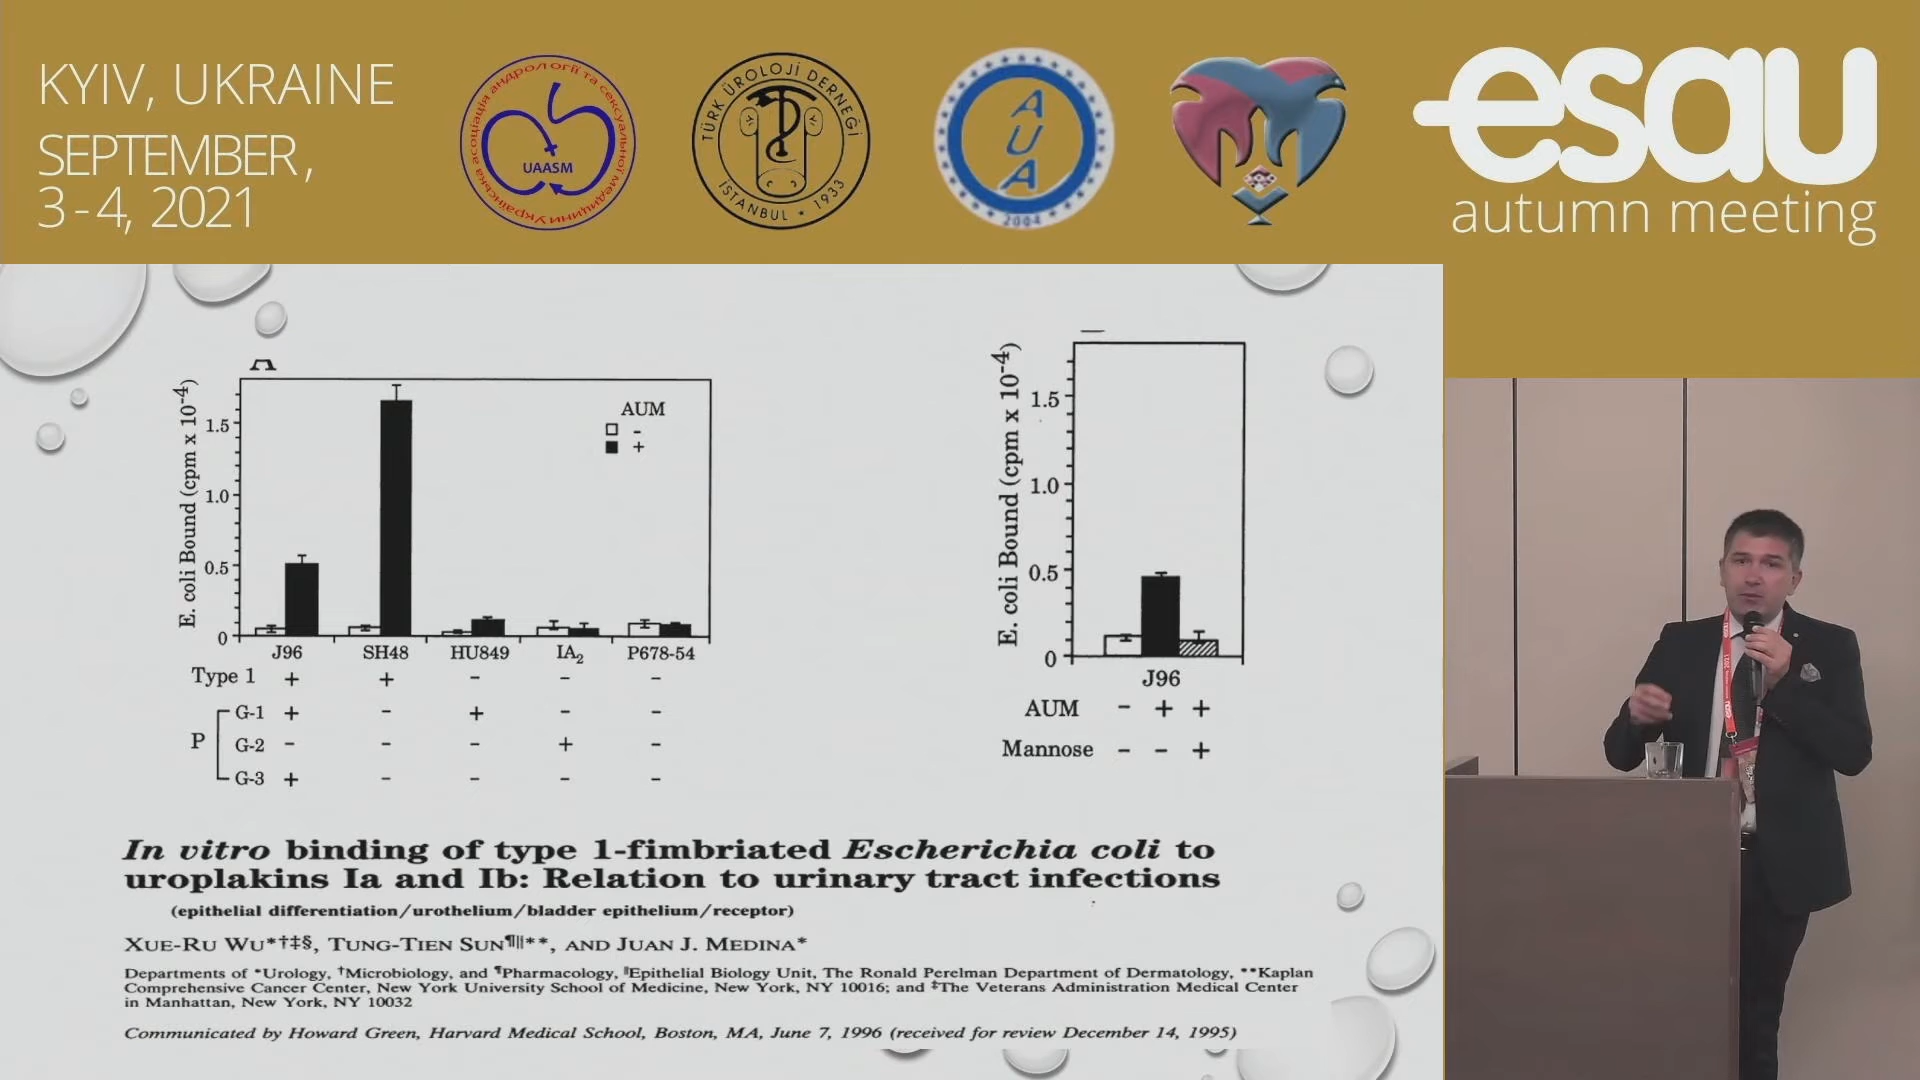 KYIV, UKRAINE
SEPTEMBER,
3-4, 2021
Українська асоціація андрології та сексуальної медицини
UAASM
TÜRK ÜROLOJİ DERNEĞİ
İSTANBUL • 1933
AUA
2004
esau
autumn meeting
A
E. coli Bound (cpm x 10-4)
1.5
1.0
0.5
0
AUM
-
+
J96 SH48 HU849 IA2 P678-54
Type 1 + + - - -
P
G-1 + - + - -
G-2 - - - + -
G-3 + - - - -
E. coli Bound (cpm x 10-4)
1.5
1.0
0.5
0
J96
AUM - + +
Mannose - - +
In vitro binding of type 1-fimbriated Escherichia coli to
uroplakins Ia and Ib: Relation to urinary tract infections
(epithelial differentiation/urothelium/bladder epithelium/receptor)
XUE-RU WU*†‡§, TUNG-TIEN SUN¶||**, AND JUAN J. MEDINA*
Departments of *Urology, †Microbiology, and ¶Pharmacology, ||Epithelial Biology Unit, The Ronald Perelman Department of Dermatology, **Kaplan
Comprehensive Cancer Center, New York University School of Medicine, New York, NY 10016; and ‡The Veterans Administration Medical Center
in Manhattan, New York, NY 10032
Communicated by Howard Green, Harvard Medical School, Boston, MA, June 7, 1996 (received for review December 14, 1995)